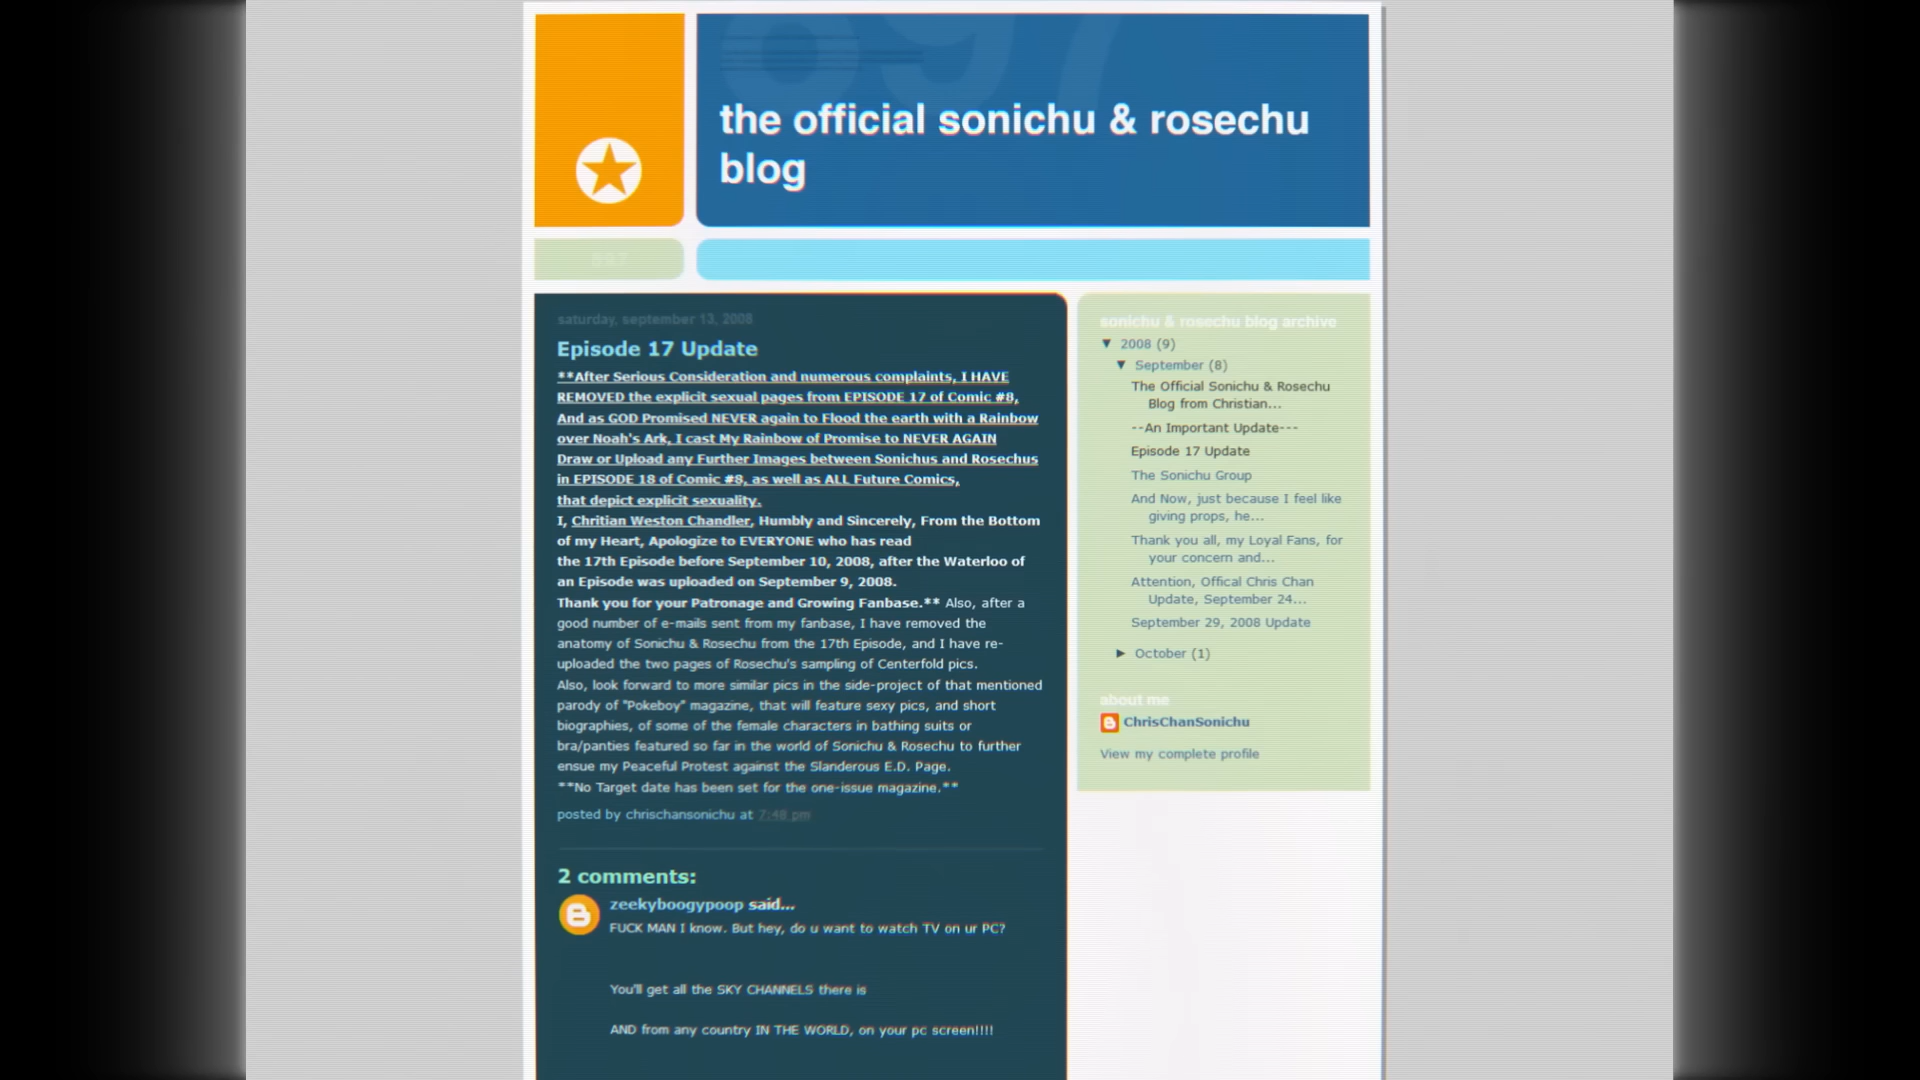 the official sonichu & rosechu
blog
saturday, september 13, 2008
Episode 17 Update
**After Serious Consideration and numerous complaints, I HAVE
REMOVED the explicit sexual pages from EPISODE 17 of Comic #8,
And as GOD Promised NEVER again to Flood the earth with a Rainbow
over Noah's Ark, I cast My Rainbow of Promise to NEVER AGAIN
Draw or Upload any Further Images between Sonichus and Rosechus
in EPISODE 18 of Comic #8, as well as ALL Future Comics,
that depict explicit sexuality.
I, Chritian Weston Chandler, Humbly and Sincerely, From the Bottom
of my Heart, Apologize to EVERYONE who has read
the 17th Episode before September 10, 2008, after the Waterloo of
an Episode was uploaded on September 9, 2008.
Thank you for your Patronage and Growing Fanbase.** Also, after a
good number of e-mails sent from my fanbase, I have removed the
anatomy of Sonichu & Rosechu from the 17th Episode, and I have re-
uploaded the two pages of Rosechu's sampling of Centerfold pics.
Also, look forward to more similar pics in the side-project of that mentioned
parody of "Pokeboy" magazine, that will feature sexy pics, and short
biographies, of some of the female characters in bathing suits or
bra/panties featured so far in the world of Sonichu & Rosechu to further
ensue my Peaceful Protest against the Slanderous E.D. Page.
**No Target date has been set for the one-issue magazine.**
posted by chrischansonichu at 7:48 pm
2 comments:
zeekyboogypoop said...
FUCK MAN I know. But hey, do u want to watch TV on ur PC?
You'll get all the SKY CHANNELS there is
AND from any country IN THE WORLD, on your pc screen!!!!
sonichu & rosechu blog archive
▼ 2008 (9)
▼ September (8)
The Official Sonichu & Rosechu
Blog from Christian...
--An Important Update---
Episode 17 Update
The Sonichu Group
And Now, just because I feel like
giving props, he...
Thank you all, my Loyal Fans, for
your concern and...
Attention, Offical Chris Chan
Update, September 24...
September 29, 2008 Update
► October (1)
about me
ChrisChanSonichu
View my complete profile